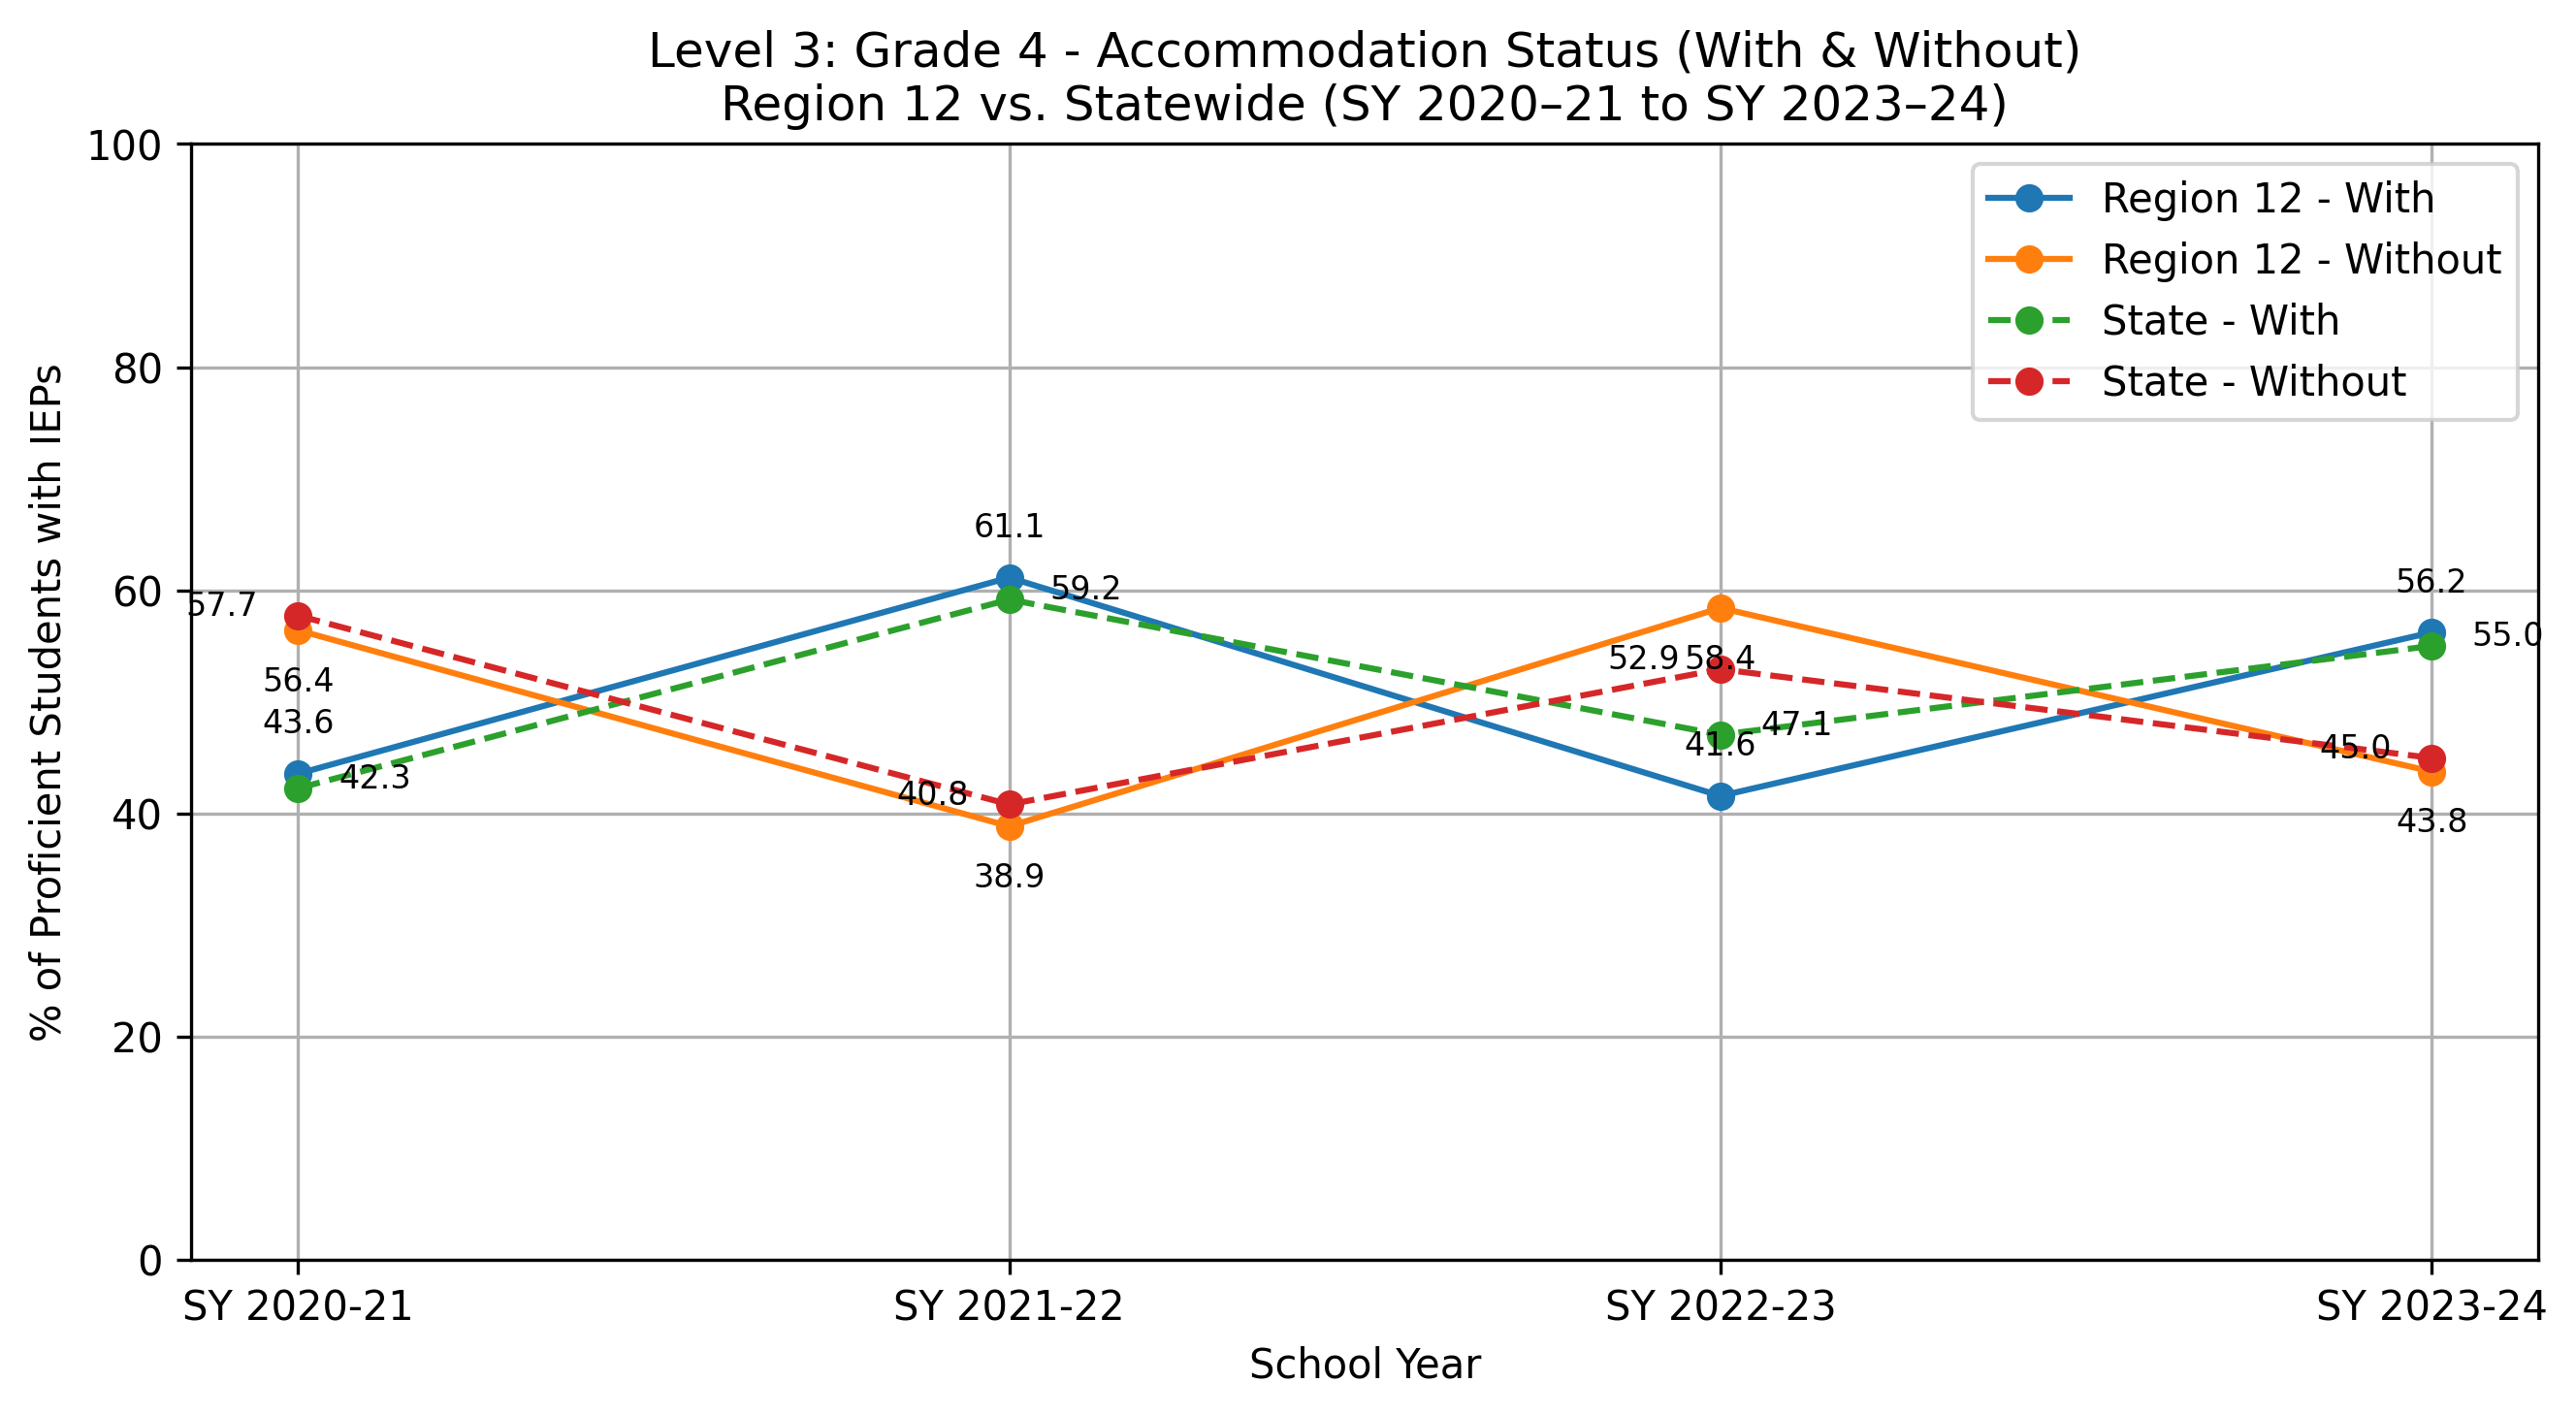 Level 3: Grade 4 - Accommodation Status (With & Without)
Region 12 vs. Statewide (SY 2020–21 to SY 2023–24)
% of Proficient Students with IEPs
100
80
60
40
20
0
Region 12 - With
Region 12 - Without
State - With
State - Without
57.7
56.4
43.6
42.3
61.1
59.2
40.8
38.9
52.9
58.4
47.1
41.6
56.2
55.0
45.0
43.8
SY 2020-21
SY 2021-22
SY 2022-23
SY 2023-24
School Year